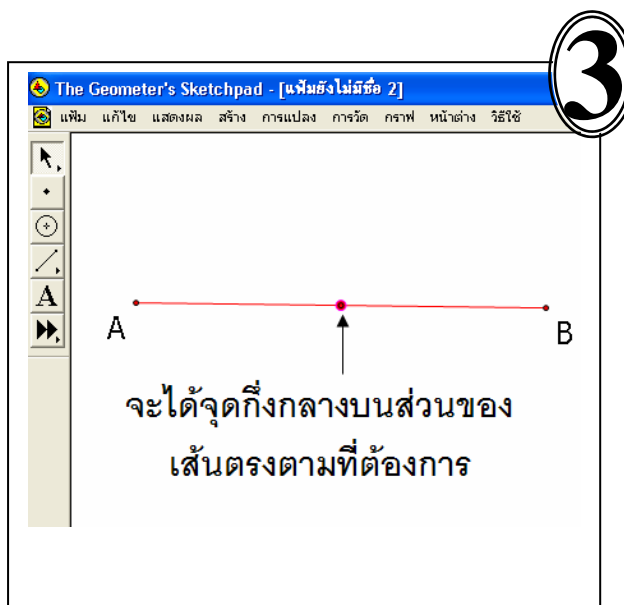 3
The Geometer's Sketchpad - [แฟ้มยังไม่มีชื่อ 2]
แฟ้ม แก้ไข แสดงผล สร้าง การแปลง การวัด กราฟ หน้าต่าง วิธีใช้
A
A B
จะได้จุดกึ่งกลางบนส่วนของ
เส้นตรงตามที่ต้องการ